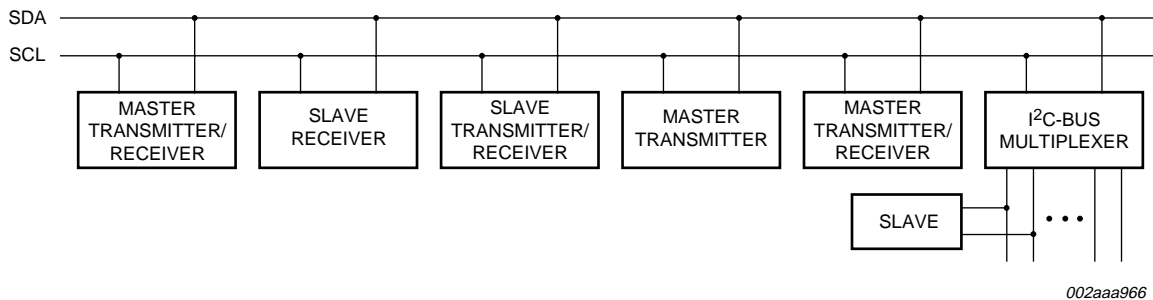 SDA
SCL
MASTER
TRANSMITTER/
RECEIVER
SLAVE
RECEIVER
SLAVE
TRANSMITTER/
RECEIVER
MASTER
TRANSMITTER
MASTER
TRANSMITTER/
RECEIVER
I²C-BUS
MULTIPLEXER
SLAVE
002aaa966